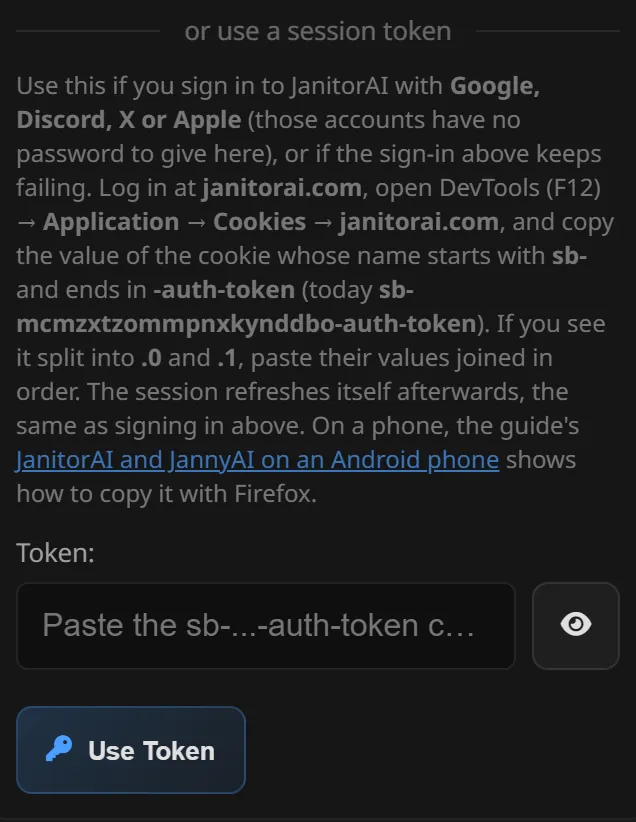 or use a session token
Use this if you sign in to JanitorAI with Google,
Discord, X or Apple (those accounts have no
password to give here), or if the sign-in above keeps
failing. Log in at janitorai.com, open DevTools (F12)
→ Application → Cookies → janitorai.com, and copy
the value of the cookie whose name starts with sb-
and ends in -auth-token (today sb-
mcmzxtzommpnxkynddbo-auth-token). If you see
it split into .0 and .1, paste their values joined in
order. The session refreshes itself afterwards, the
same as signing in above. On a phone, the guide's
JanitorAI and JannyAI on an Android phone shows
how to copy it with Firefox.
Token:
Paste the sb-...-auth-token c...
Use Token